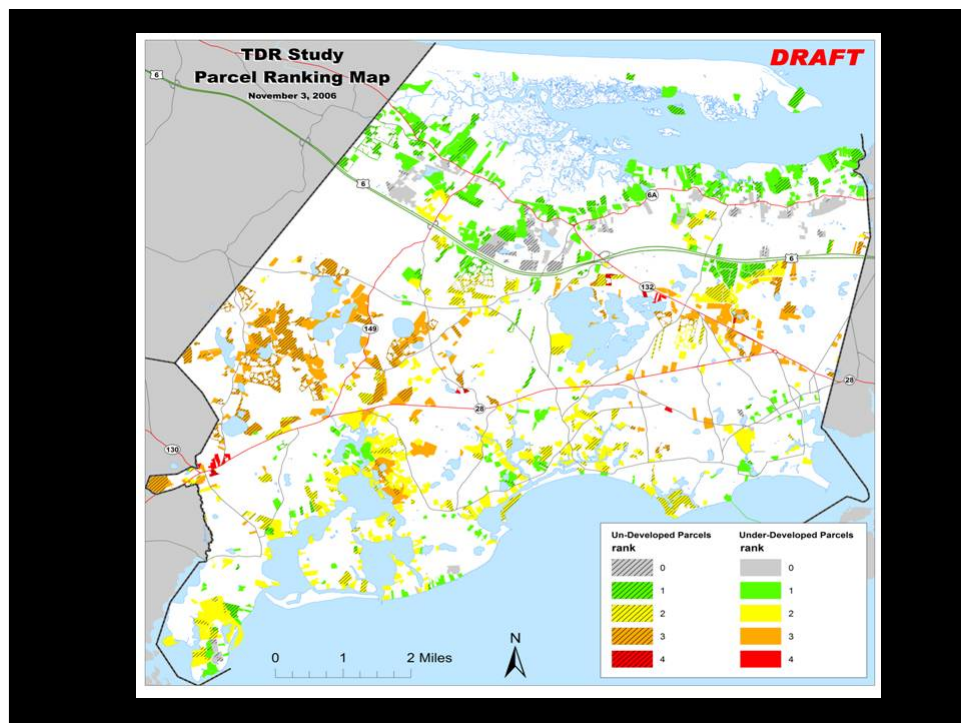 TDR Study
Parcel Ranking Map
November 3, 2006
DRAFT
6
6
6A
6
132
149
28
28
130
Un-Developed Parcels
rank
0
1
2
3
4
Under-Developed Parcels
rank
0
1
2
3
4
N
0 1 2 Miles